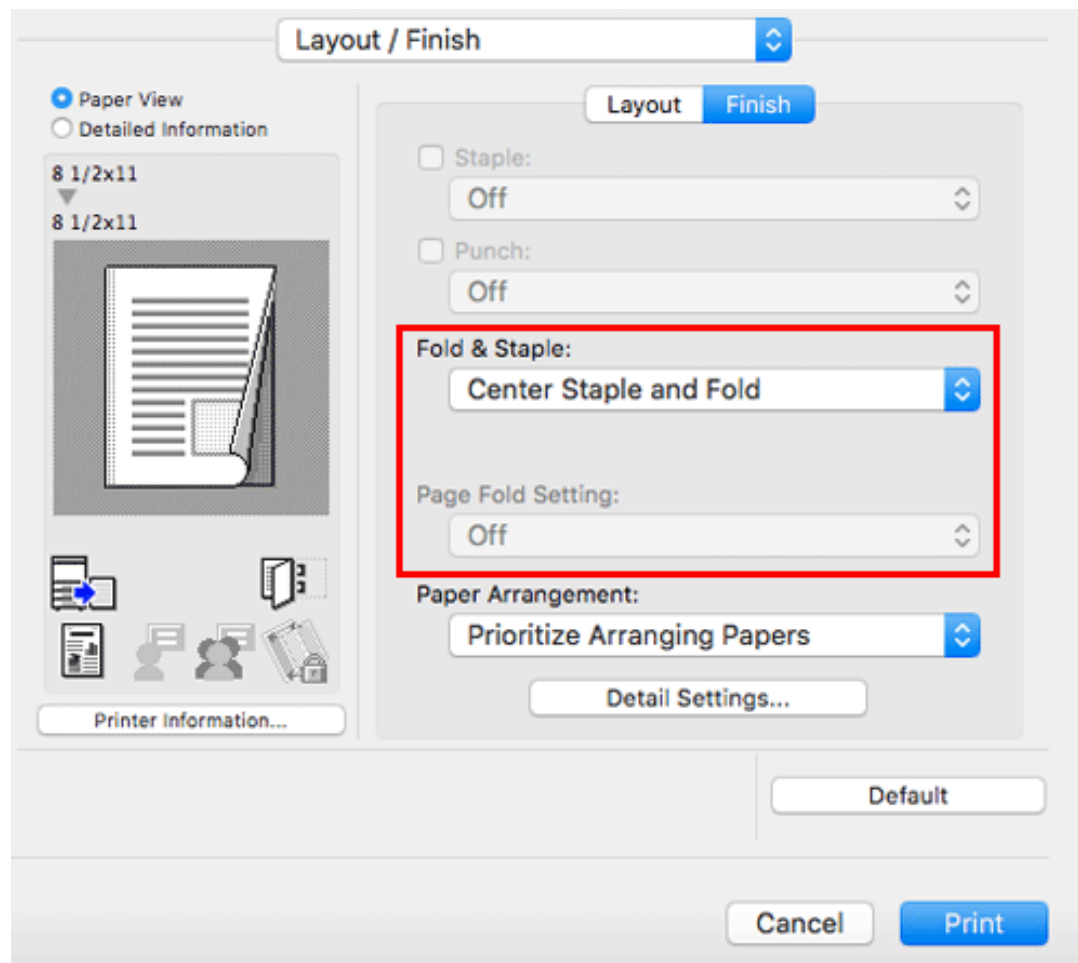 Layout / Finish
Paper View
Detailed Information
8 1/2x11
8 1/2x11
Printer Information...
Layout Finish
Staple:
Off
Punch:
Off
Fold & Staple:
Center Staple and Fold
Page Fold Setting:
Off
Paper Arrangement:
Prioritize Arranging Papers
Detail Settings...
Default
Cancel Print